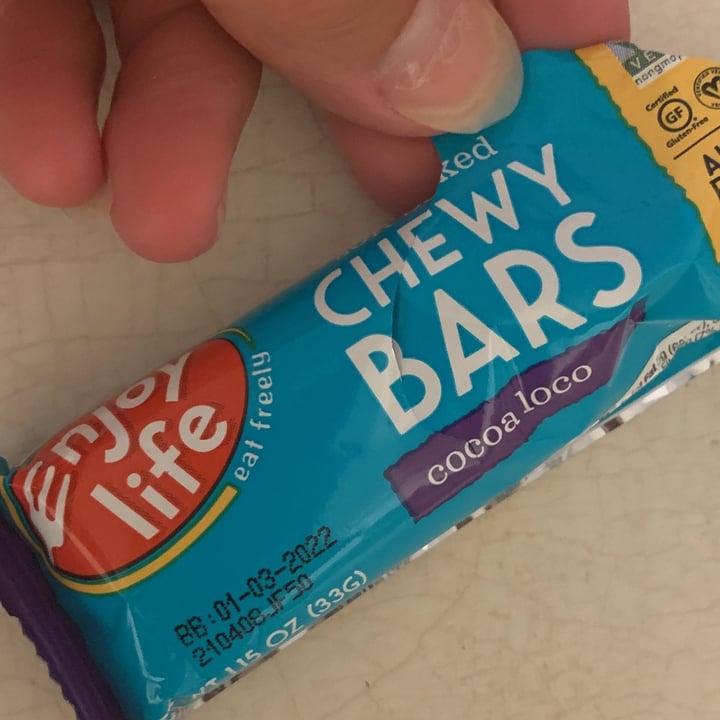 Enjoy
life
eat freely
CHEWY
BARS
cocoa loco
BB:01-03-2022
210408JF50
1.15 OZ (33G)
nongmo
Certified
GF
Gluten-Free